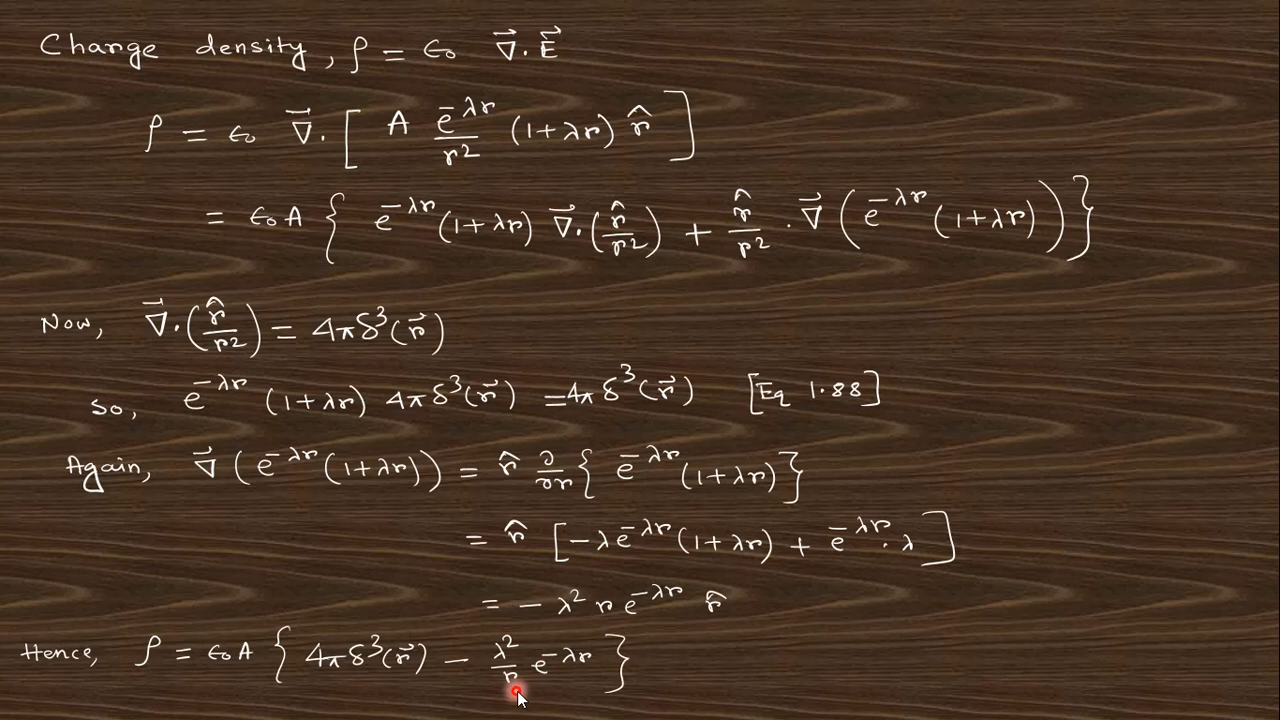 Change density, ρ = ϵ₀ ∇⃗·E⃗
ρ = ϵ₀ ∇⃗·[ A e^{-λr}/r² (1+λr) r̂ ]
= ϵ₀A { e^{-λr} (1+λr) ∇⃗·(r̂/r²) + r̂/r² · ∇⃗ ( e^{-λr} (1+λr) ) }
Now, ∇⃗·(r̂/r²) = 4πδ³(r⃗)
So, e^{-λr} (1+λr) 4πδ³(r⃗) = 4πδ³(r⃗) [Eq 1.88]
Again, ∇⃗ ( e^{-λr} (1+λr) ) = r̂ ∂/∂r { e^{-λr} (1+λr) }
= r̂ [ -λ e^{-λr} (1+λr) + e^{-λr} · λ ]
= - λ² r e^{-λr} r̂
Hence, ρ = ϵ₀A { 4πδ³(r⃗) - λ²/r e^{-λr} }